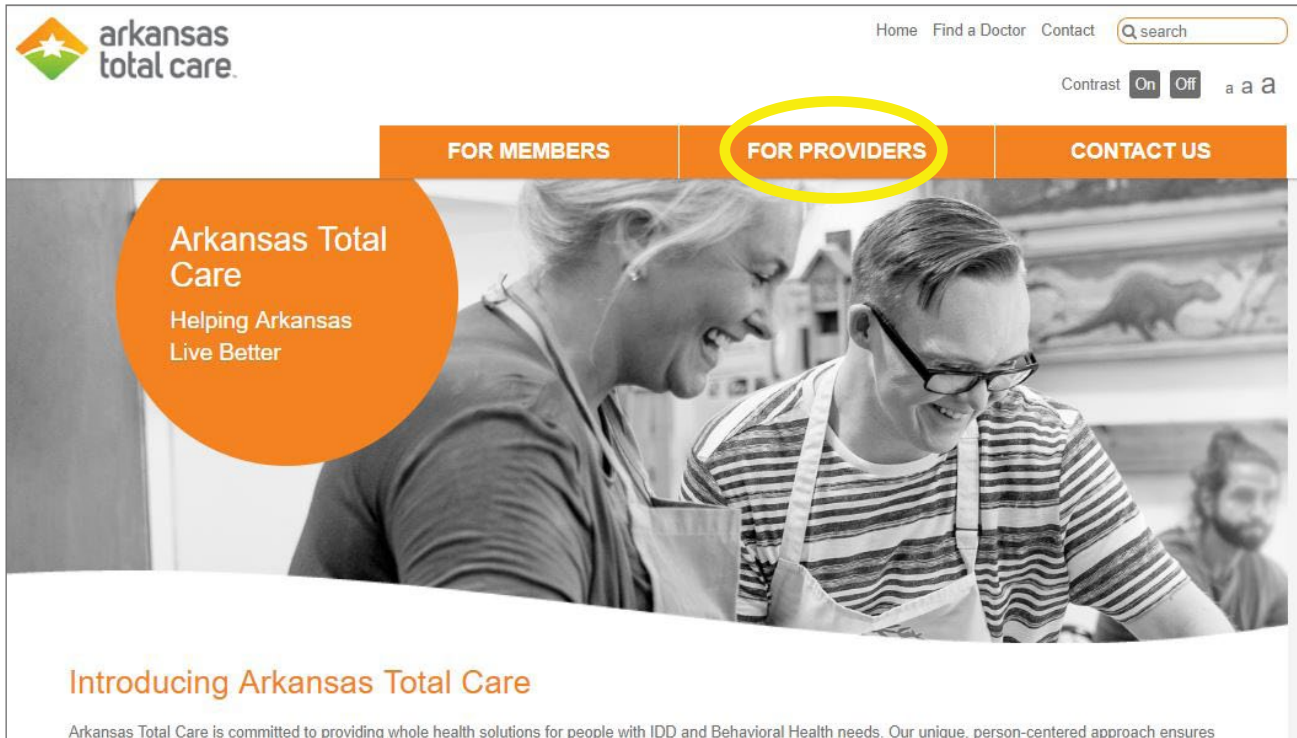 arkansas
total care.
Home Find a Doctor Contact search
Contrast On Off a a a
FOR MEMBERS FOR PROVIDERS CONTACT US
Arkansas Total
Care
Helping Arkansas
Live Better
Introducing Arkansas Total Care
Arkansas Total Care is committed to providing whole health solutions for people with IDD and Behavioral Health needs. Our unique, person-centered approach ensures